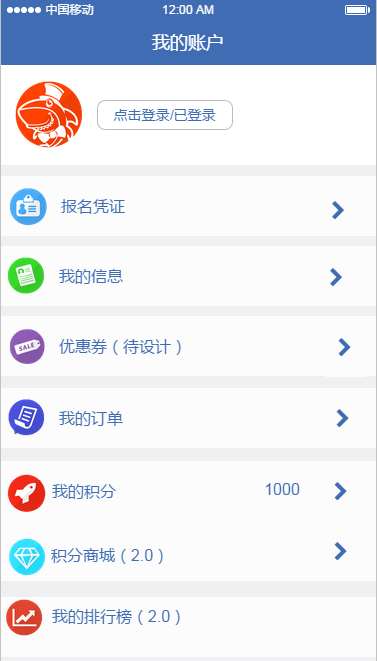 中国移动 12:00 AM
我的账户
点击登录/已登录
报名凭证
我的信息
SALE 优惠券（待设计）
我的订单
我的积分 1000
积分商城（2.0）
我的排行榜（2.0）